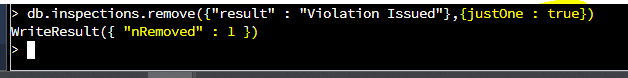 > db.inspections.remove({"result" : "Violation Issued"},{justOne : true})
WriteResult({ "nRemoved" : 1 })
>